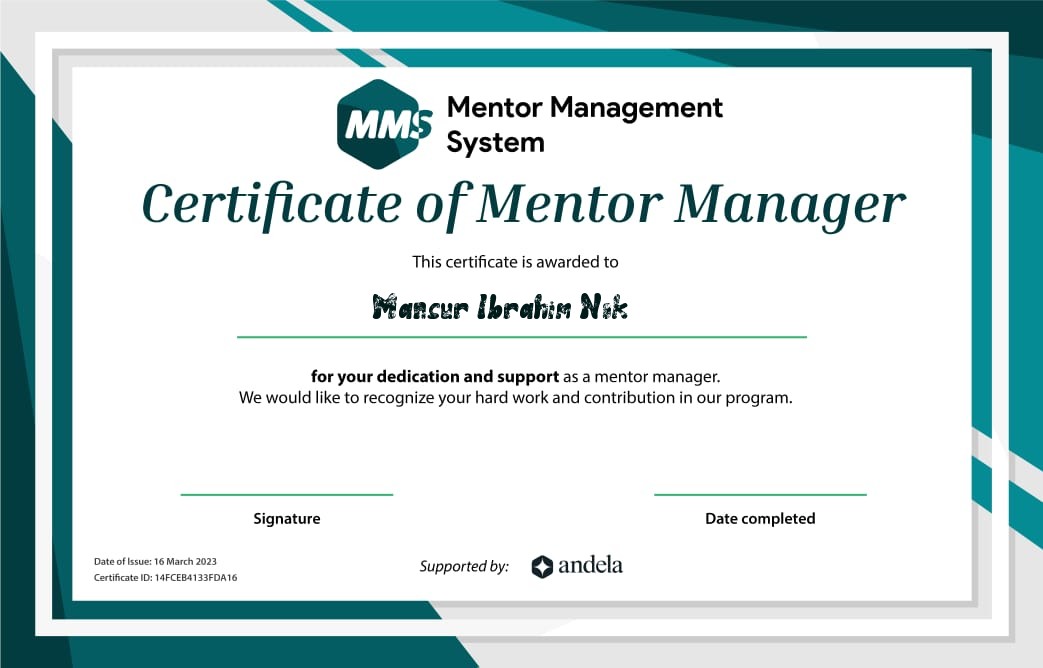 MMS
Mentor Management
System
Certificate of Mentor Manager
This certificate is awarded to
Mansur Ibrahim Nok
for your dedication and support as a mentor manager.
We would like to recognize your hard work and contribution in our program.
Signature
Date completed
Date of Issue: 16 March 2023
Certificate ID: 14FCEB4133FDA16
Supported by:
andela